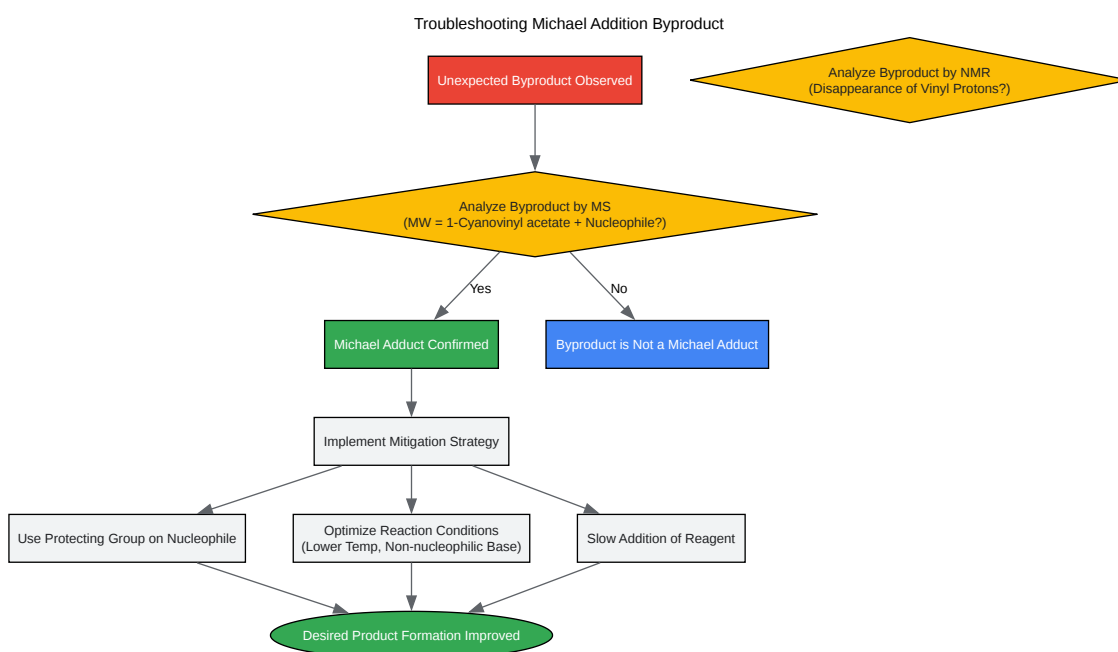 Troubleshooting Michael Addition Byproduct
Unexpected Byproduct Observed
Analyze Byproduct by NMR
(Disappearance of Vinyl Protons?)
Analyze Byproduct by MS
(MW = 1-Cyanovinyl acetate + Nucleophile?)
Yes
No
Michael Adduct Confirmed
Byproduct is Not a Michael Adduct
Implement Mitigation Strategy
Use Protecting Group on Nucleophile
Optimize Reaction Conditions
(Lower Temp, Non-nucleophilic Base)
Slow Addition of Reagent
Desired Product Formation Improved